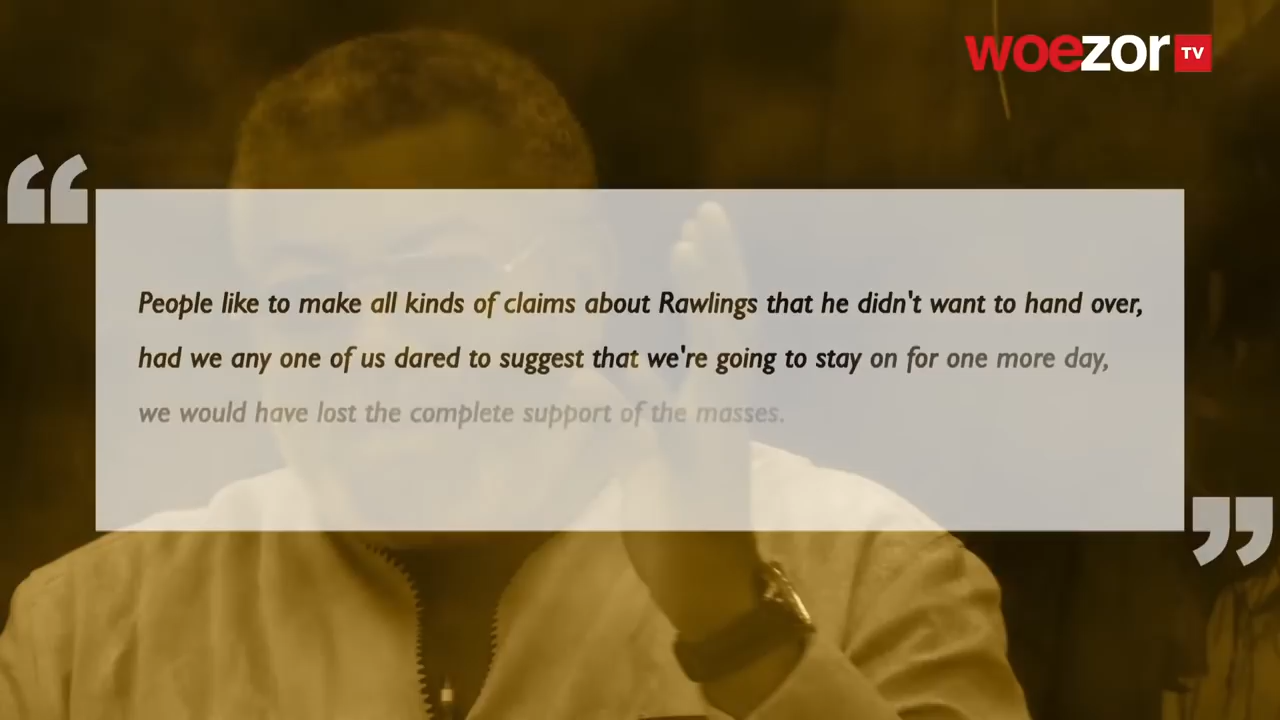 woezor TV
“
People like to make all kinds of claims about Rawlings that he didn't want to hand over,
had we any one of us dared to suggest that we're going to stay on for one more day,
we would have lost the complete support of the masses.
”